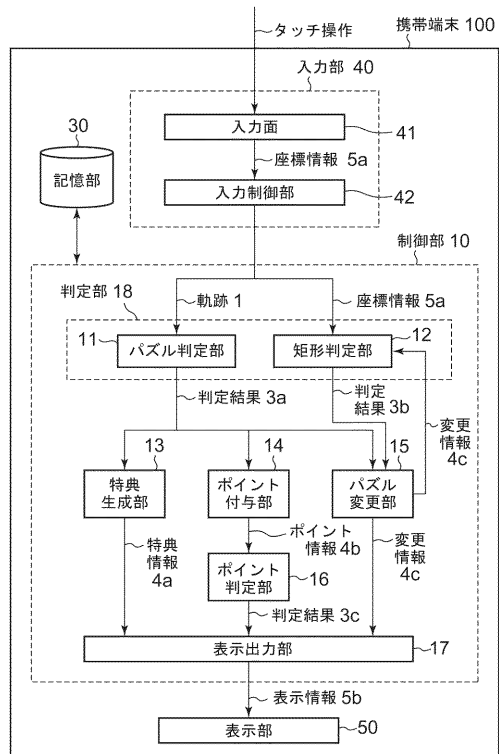 タッチ操作
携帯端末 100
入力部 40
入力面
41
座標情報 5a
入力制御部
42
30
記憶部
制御部 10
判定部 18
軌跡 1
座標情報 5a
11
パズル判定部
12
矩形判定部
判定結果 3a
判定
結果 3b
変更
情報
4c
13
特典
生成部
14
ポイント
付与部
15
パズル
変更部
特典
情報
4a
ポイント
情報 4b
変更
情報
4c
ポイント
判定部
16
判定結果 3c
表示出力部
17
表示情報 5b
表示部
50